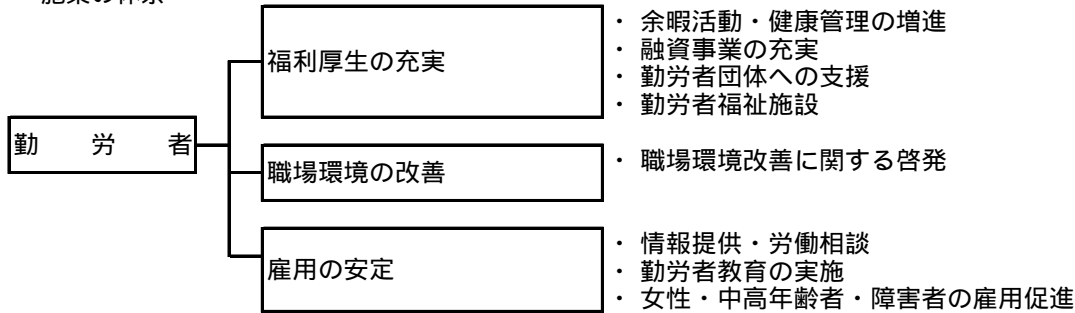 福利厚生の充実
・ 余暇活動・健康管理の増進
・ 融資事業の充実
・ 勤労者団体への支援
・ 勤労者福祉施設
勤 労 者
職場環境の改善
・ 職場環境改善に関する啓発
雇用の安定
・ 情報提供・労働相談
・ 勤労者教育の実施
・ 女性・中高年齢者・障害者の雇用促進